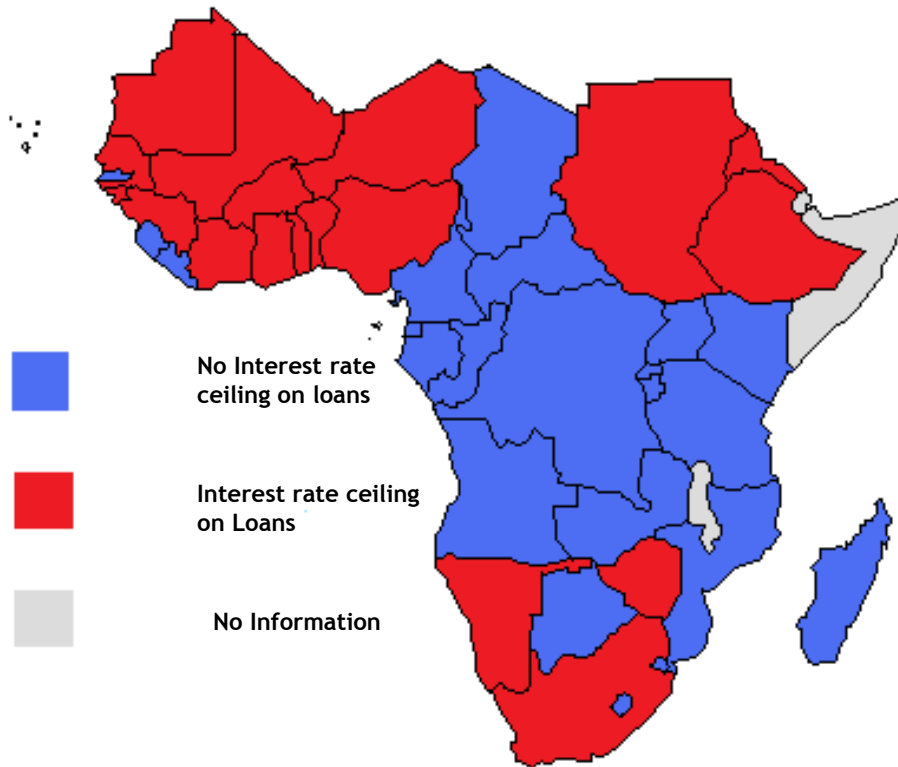 No Interest rate
ceiling on loans
Interest rate ceiling
on Loans
No Information